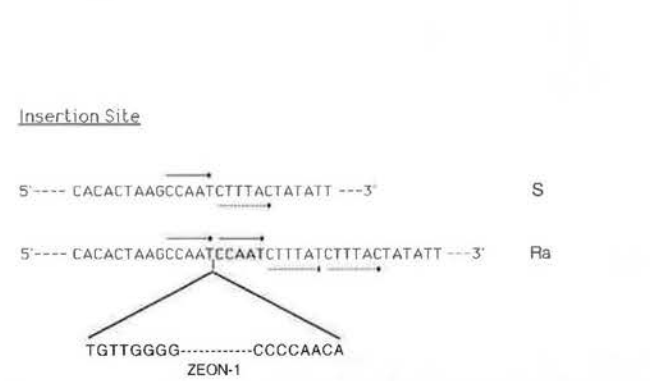 Insertion Site
5'---- CACACTAAGCCAATCTTTACTATATT ---3' S
5'---- CACACTAAGCCAATCCAATCTTTATCTTTACTATATT ---3' Ra
TGTTGGGG-----------CCCCAACA
ZEON-1